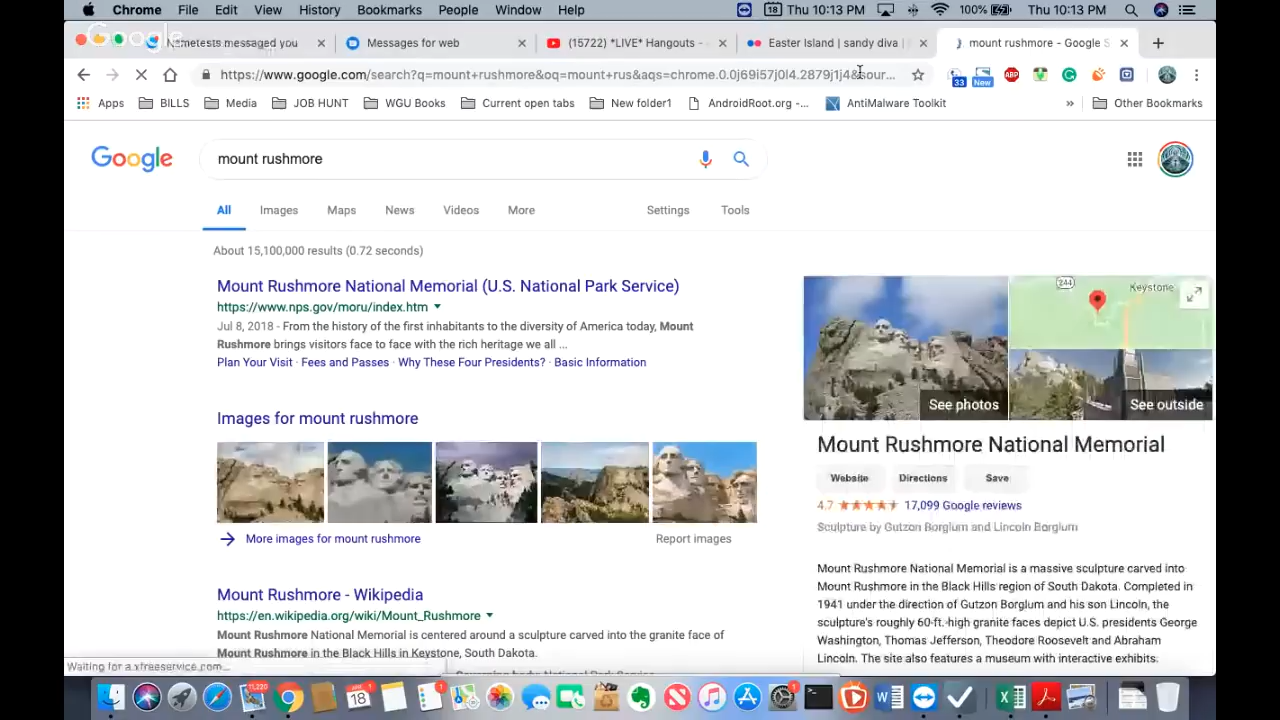 Chrome File Edit View History Bookmarks People Window Help 18 Thu 10:13 PM 100% Thu 10:13 PM
Google
Nametests messaged you Messages for web (15722) *LIVE* Hangouts - Easter Island | sandy diva | mount rushmore - Google S
https://www.google.com/search?q=mount+rushmore&oq=mount+rus&aqs=chrome.0.0j69i57j0l4.2879j1j4&sour... 33 New ABP
Apps BILLS Media JOB HUNT WGU Books Current open tabs New folder1 AndroidRoot.org -... AntiMalware Toolkit » Other Bookmarks
Google mount rushmore
All Images Maps News Videos More Settings Tools
About 15,100,000 results (0.72 seconds)
Mount Rushmore National Memorial (U.S. National Park Service)
https://www.nps.gov/moru/index.htm
Jul 8, 2018 - From the history of the first inhabitants to the diversity of America today, Mount
Rushmore brings visitors face to face with the rich heritage we all ...
Plan Your Visit · Fees and Passes · Why These Four Presidents? · Basic Information
Images for mount rushmore
More images for mount rushmore Report images
Mount Rushmore - Wikipedia
https://en.wikipedia.org/wiki/Mount_Rushmore
Mount Rushmore National Memorial is centered around a sculpture carved into the granite face of
Mount Rushmore in the Black Hills in Keystone, South Dakota.
244 Keystone
See photos See outside
Mount Rushmore National Memorial
Website Directions Save
4.7 17,099 Google reviews
Sculpture by Gutzon Borglum and Lincoln Borglum
Mount Rushmore National Memorial is a massive sculpture carved into
Mount Rushmore in the Black Hills region of South Dakota. Completed in
1941 under the direction of Gutzon Borglum and his son Lincoln, the
sculpture's roughly 60-ft.-high granite faces depict U.S. presidents George
Washington, Thomas Jefferson, Theodore Roosevelt and Abraham
Lincoln. The site also features a museum with interactive exhibits.
Waiting for a.xfreeservice.com...
18